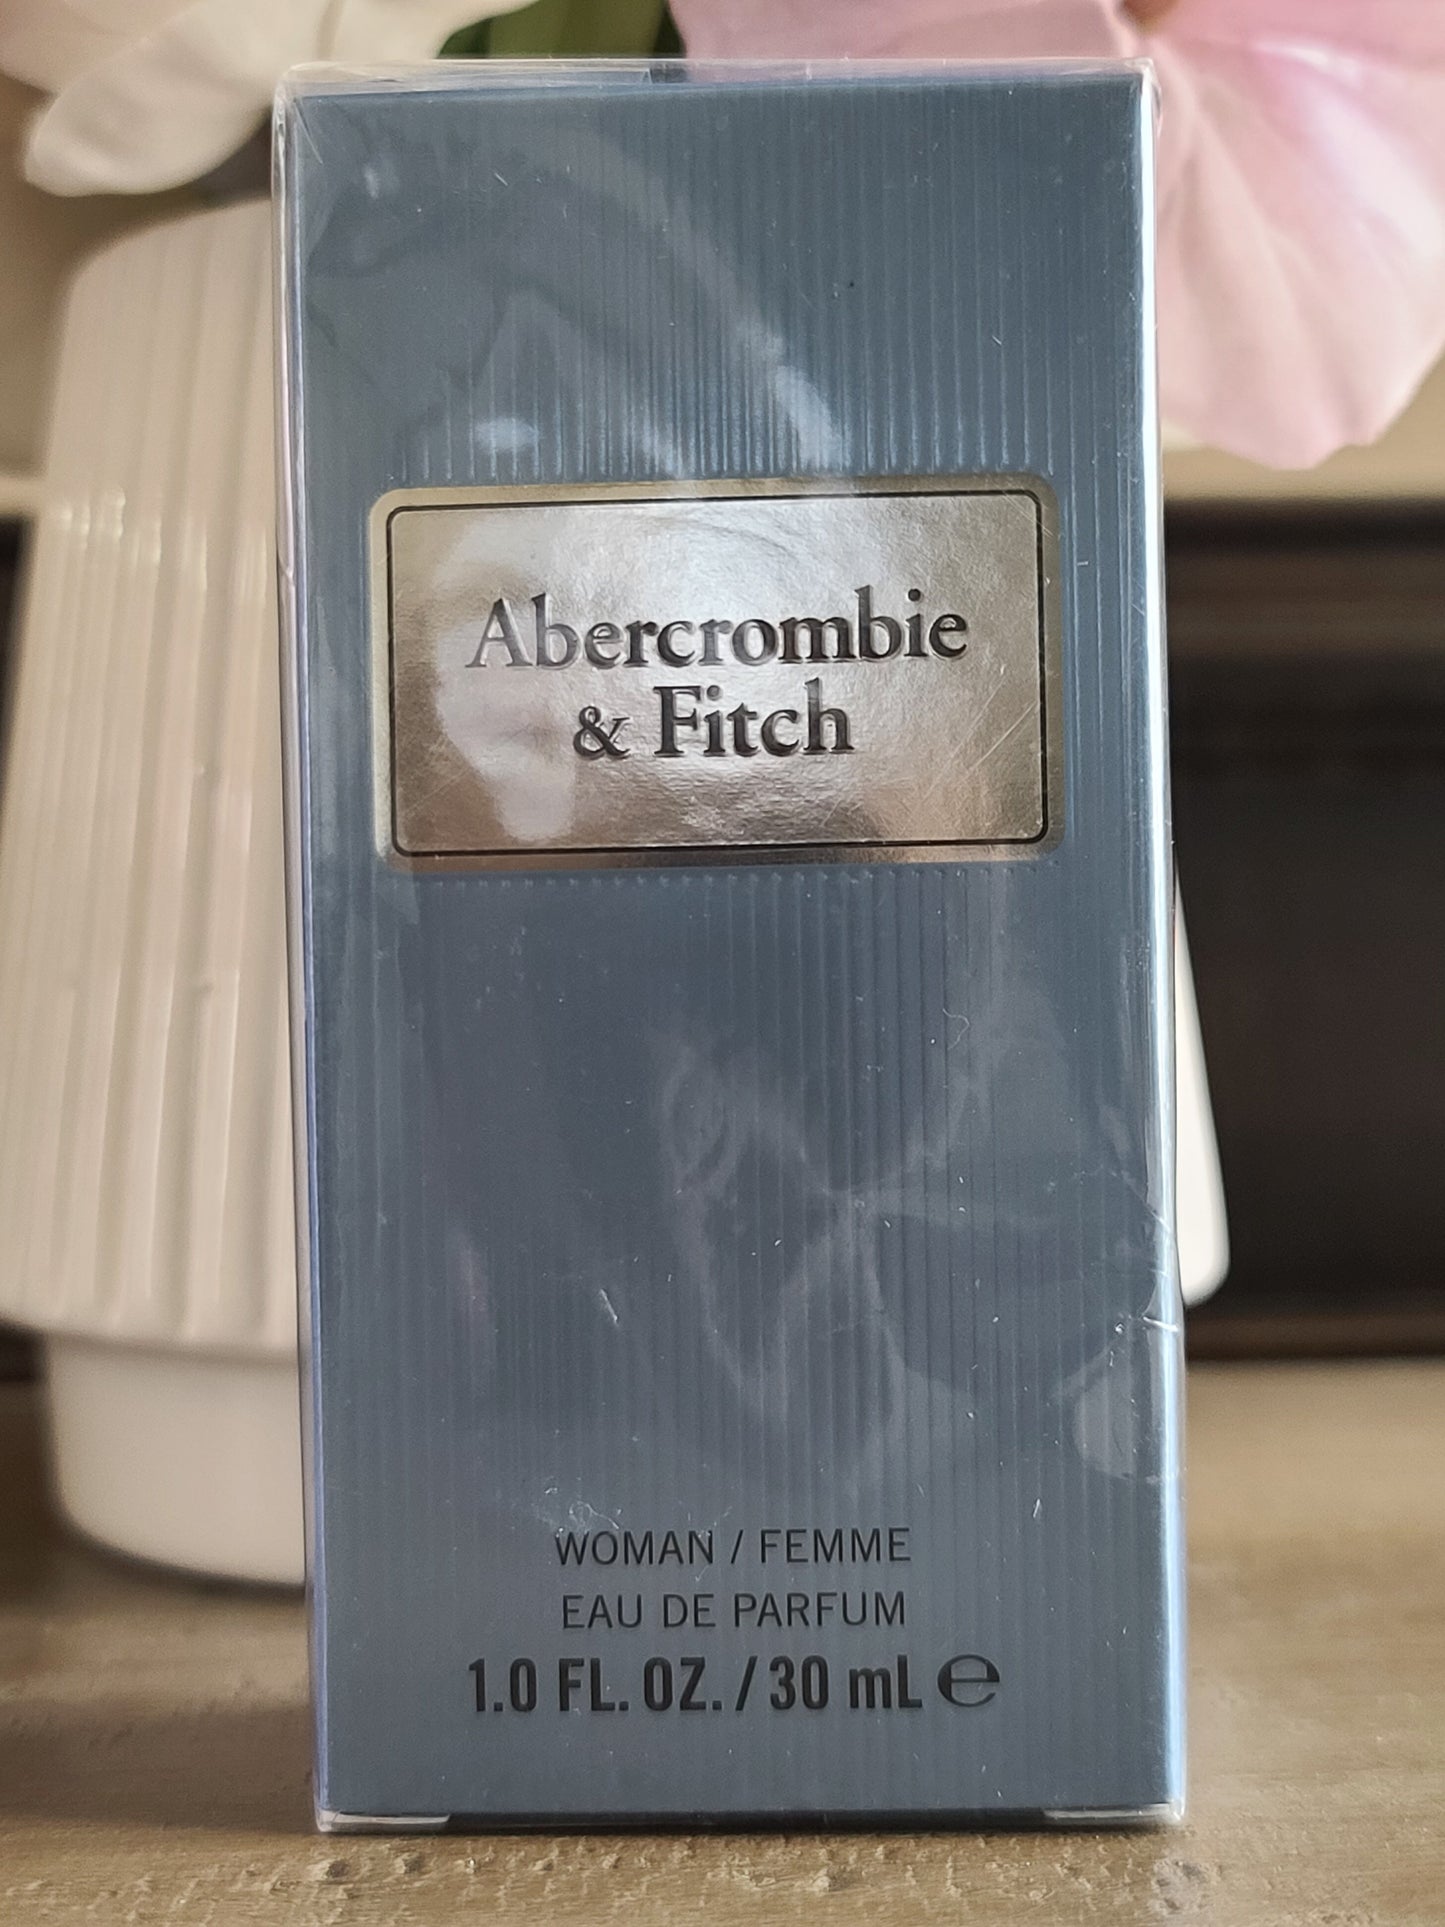 Abercrombie
& Fitch
WOMAN / FEMME
EAU DE PARFUM
1.0 FL. OZ. / 30 mL ℮